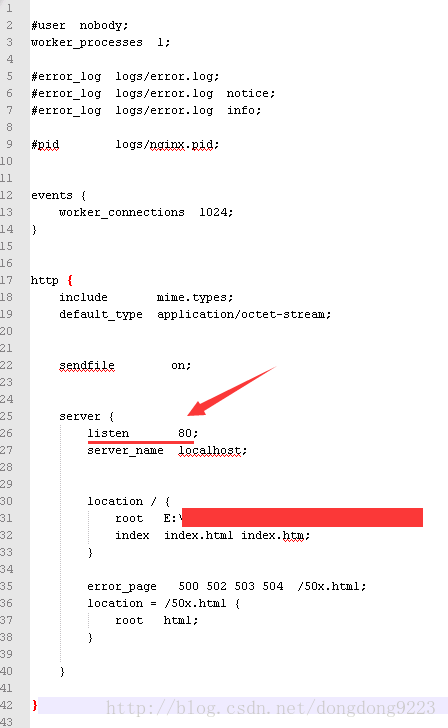 1
2 #user  nobody;
3 worker_processes  1;
4
5 #error_log  logs/error.log;
6 #error_log  logs/error.log  notice;
7 #error_log  logs/error.log  info;
8
9 #pid        logs/nginx.pid;
10
11
12 events {
13     worker_connections  1024;
14 }
15
16
17 http {
18     include       mime.types;
19     default_type  application/octet-stream;
20
21
22     sendfile        on;
23
24
25     server {
26         listen       80;
27         server_name  localhost;
28
29
30         location / {
31             root   E:\
32             index  index.html index.htm;
33         }
34
35         error_page   500 502 503 504  /50x.html;
36         location = /50x.html {
37             root   html;
38         }
39
40     }
41
42 }
http://blog.csdn.net/dongdong9223